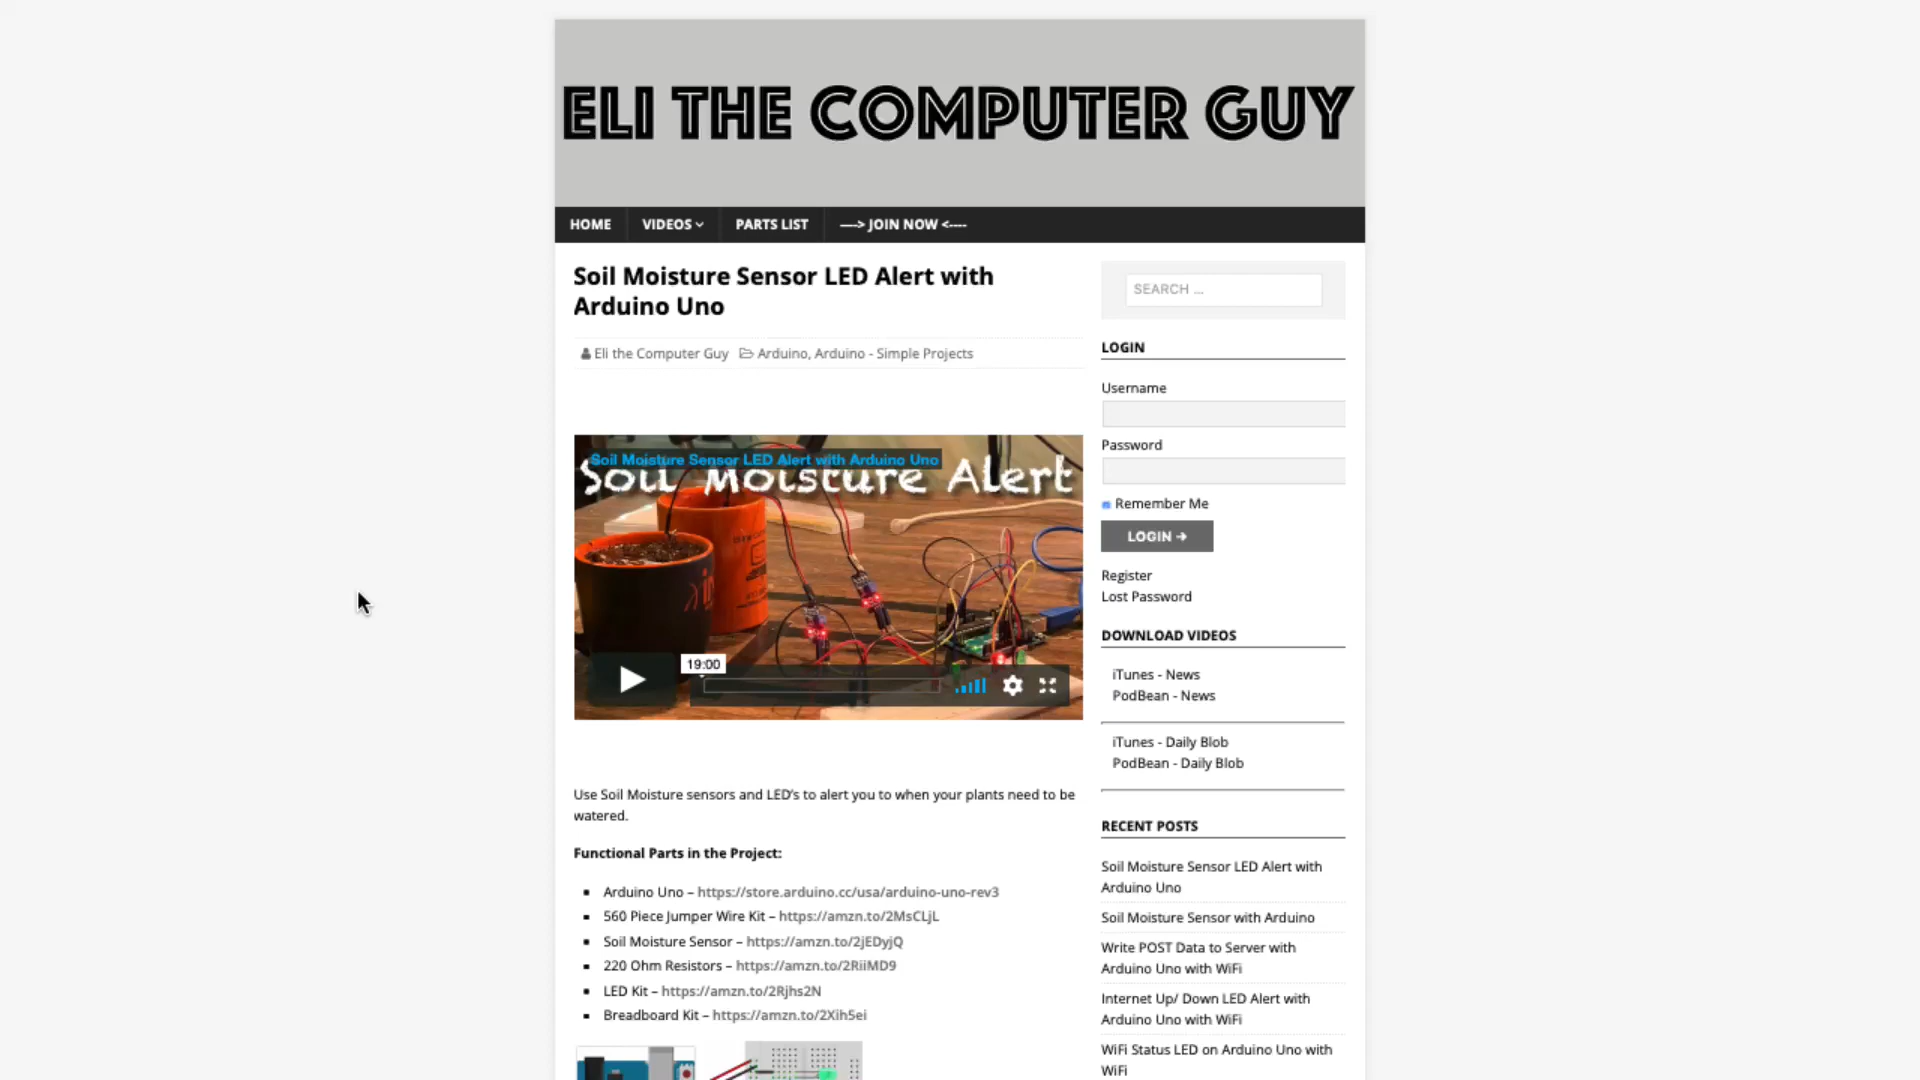 ELI THE COMPUTER GUY
HOME
VIDEOS
PARTS LIST
----> JOIN NOW <----
Soil Moisture Sensor LED Alert with
Arduino Uno
Eli the Computer Guy
Arduino, Arduino - Simple Projects
Soil Moisture Sensor LED Alert with Arduino Uno
Soil Moisture Alert
19:00
Use Soil Moisture sensors and LED's to alert you to when your plants need to be
watered.
Functional Parts in the Project:
Arduino Uno – https://store.arduino.cc/usa/arduino-uno-rev3
560 Piece Jumper Wire Kit – https://amzn.to/2MsCLjL
Soil Moisture Sensor – https://amzn.to/2jEDyjQ
220 Ohm Resistors – https://amzn.to/2RiiMD9
LED Kit – https://amzn.to/2Rjhs2N
Breadboard Kit – https://amzn.to/2Xih5ei
SEARCH ...
LOGIN
Username
Password
Remember Me
LOGIN →
Register
Lost Password
DOWNLOAD VIDEOS
iTunes - News
PodBean - News
iTunes - Daily Blob
PodBean - Daily Blob
RECENT POSTS
Soil Moisture Sensor LED Alert with
Arduino Uno
Soil Moisture Sensor with Arduino
Write POST Data to Server with
Arduino Uno with WiFi
Internet Up/ Down LED Alert with
Arduino Uno with WiFi
WiFi Status LED on Arduino Uno with
WiFi